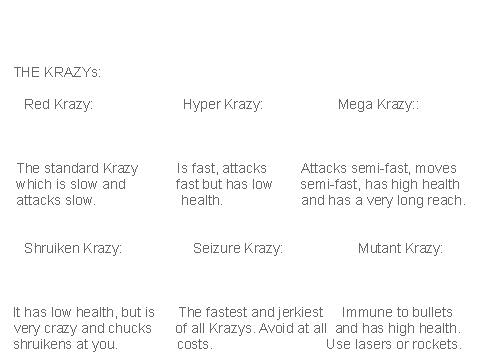 THE KRAZYs:
Red Krazy: Hyper Krazy: Mega Krazy::
The standard Krazy
which is slow and
attacks slow.
Is fast, attacks
fast but has low
health.
Attacks semi-fast, moves
semi-fast, has high health
and has a very long reach.
Shruiken Krazy: Seizure Krazy: Mutant Krazy:
It has low health, but is
very crazy and chucks
shruikens at you.
The fastest and jerkiest
of all Krazys. Avoid at all
costs.
Immune to bullets
and has high health.
Use lasers or rockets.